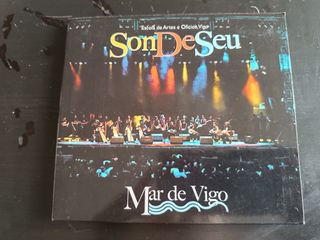 Escola de Artes e Oficios Vigo
SonDeSeu
Mar de Vigo